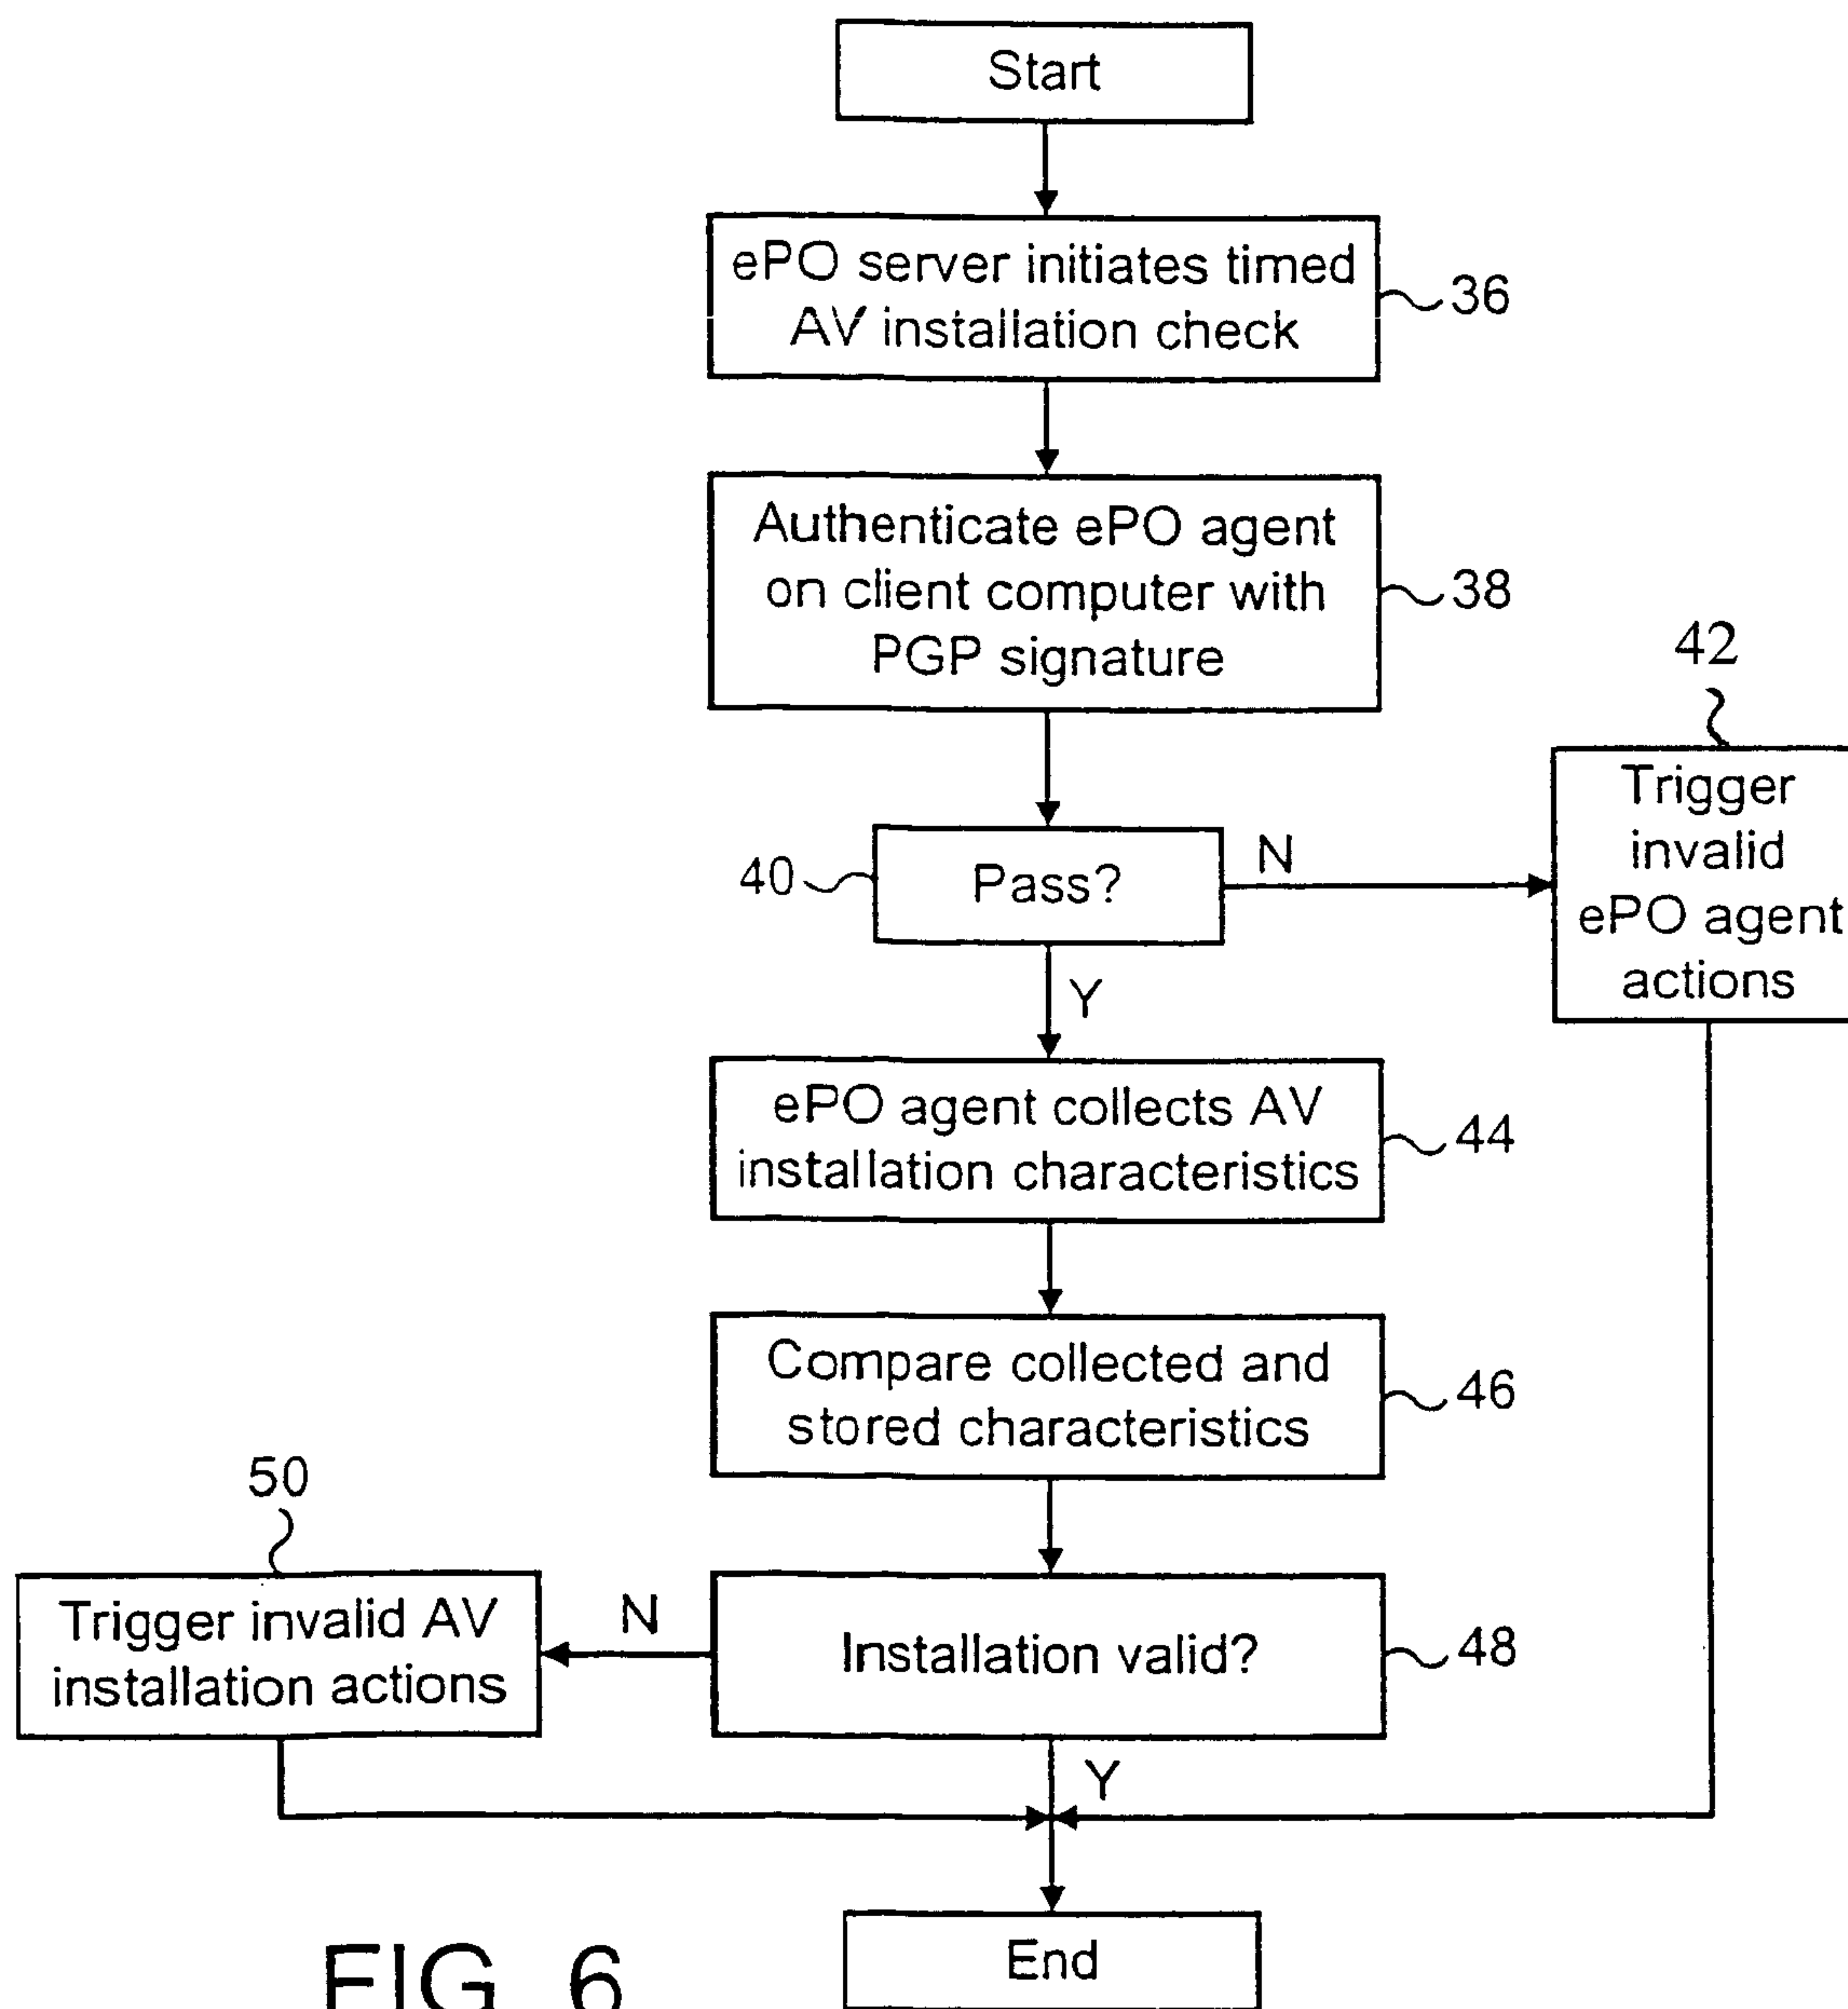 Start
ePO server initiates timed
AV installation check
36
Authenticate ePO agent
on client computer with
PGP signature
38
42
Trigger
invalid
ePO agent
actions
40
Pass?
N
Y
ePO agent collects AV
installation characteristics
44
Compare collected and
stored characteristics
46
50
Trigger invalid AV
installation actions
N
Installation valid?
48
Y
End
FIG. 6